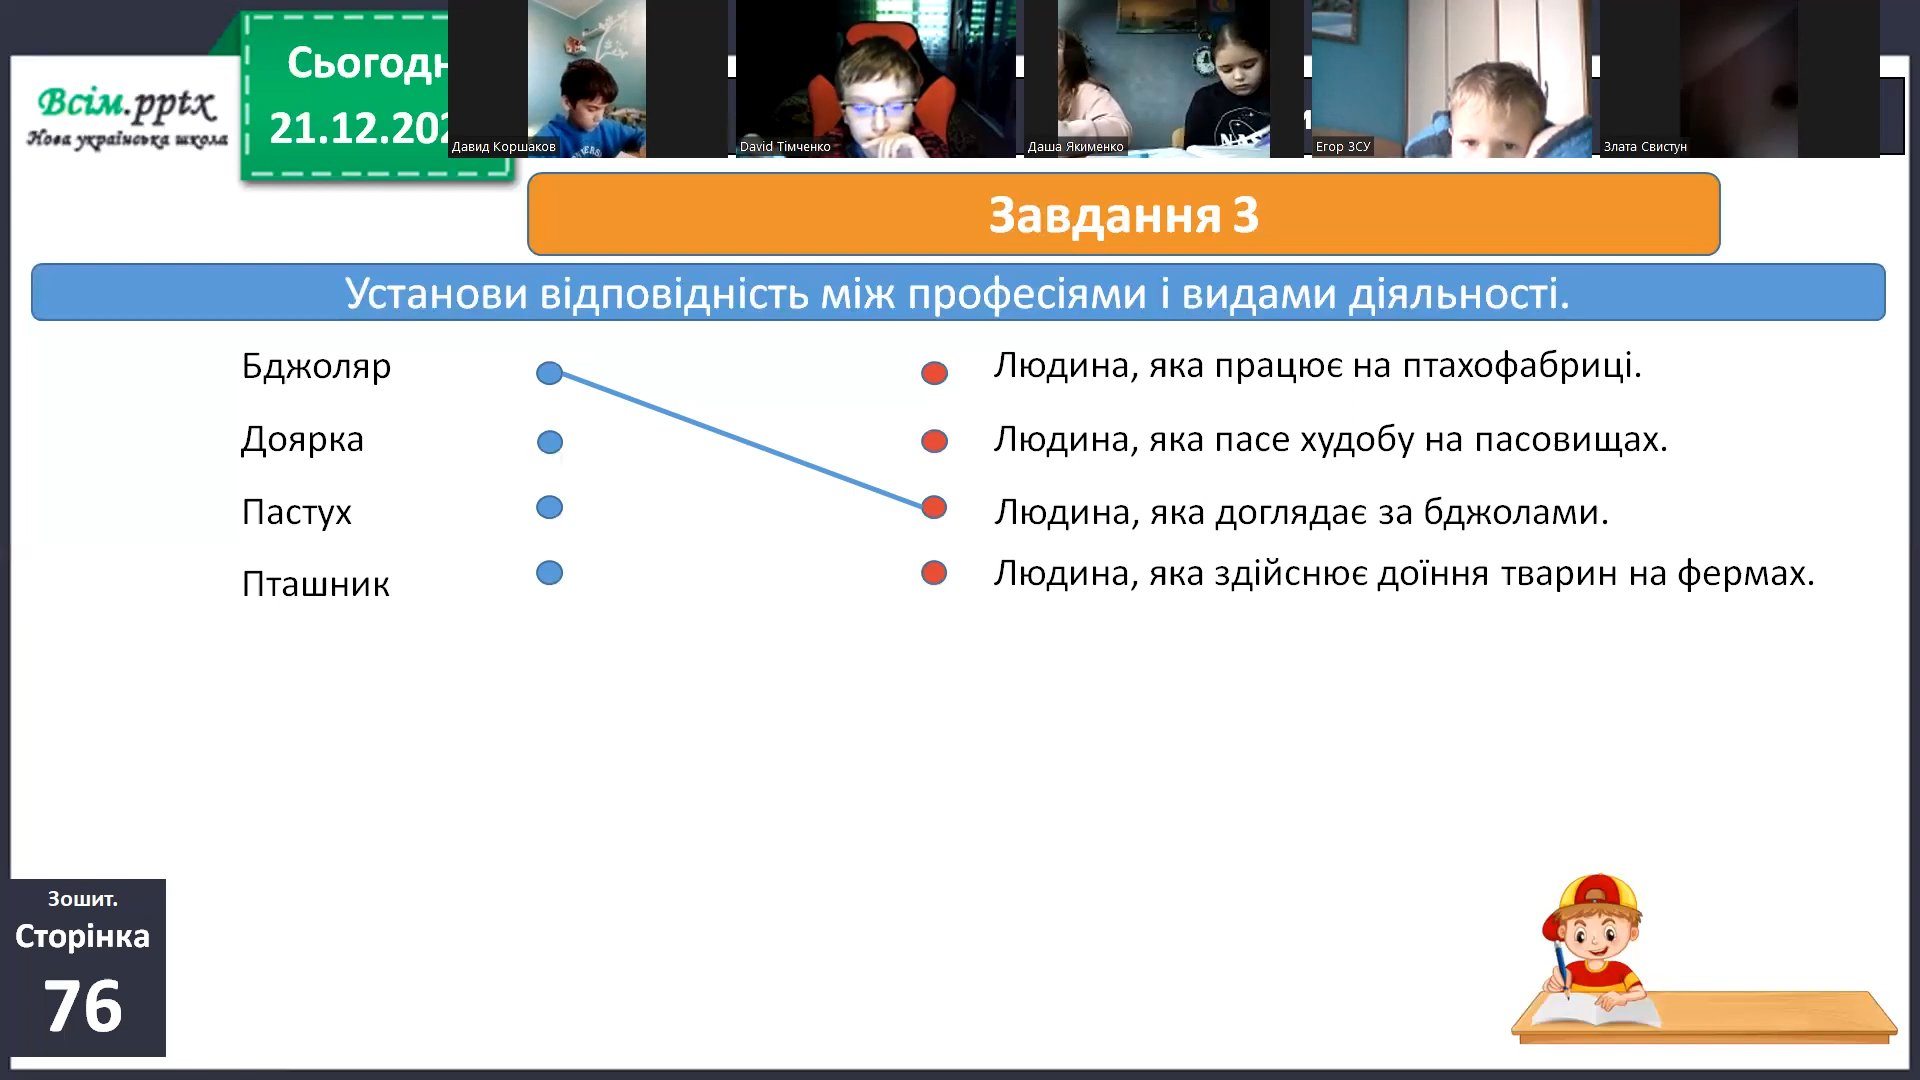 Всім.pptx
Нова українська школа
Сьогодн
21.12.202
Давид Коршаков
David Тімченко
Даша Якименко
Егор ЗСУ
Злата Свистун
Завдання 3
Установи відповідність між професіями і видами діяльності.
Бджоляр
Людина, яка працює на птахофабриці.
Доярка
Людина, яка пасе худобу на пасовищах.
Пастух
Людина, яка доглядає за бджолами.
Пташник
Людина, яка здійснює доїння тварин на фермах.
Зошит.
Сторінка
76